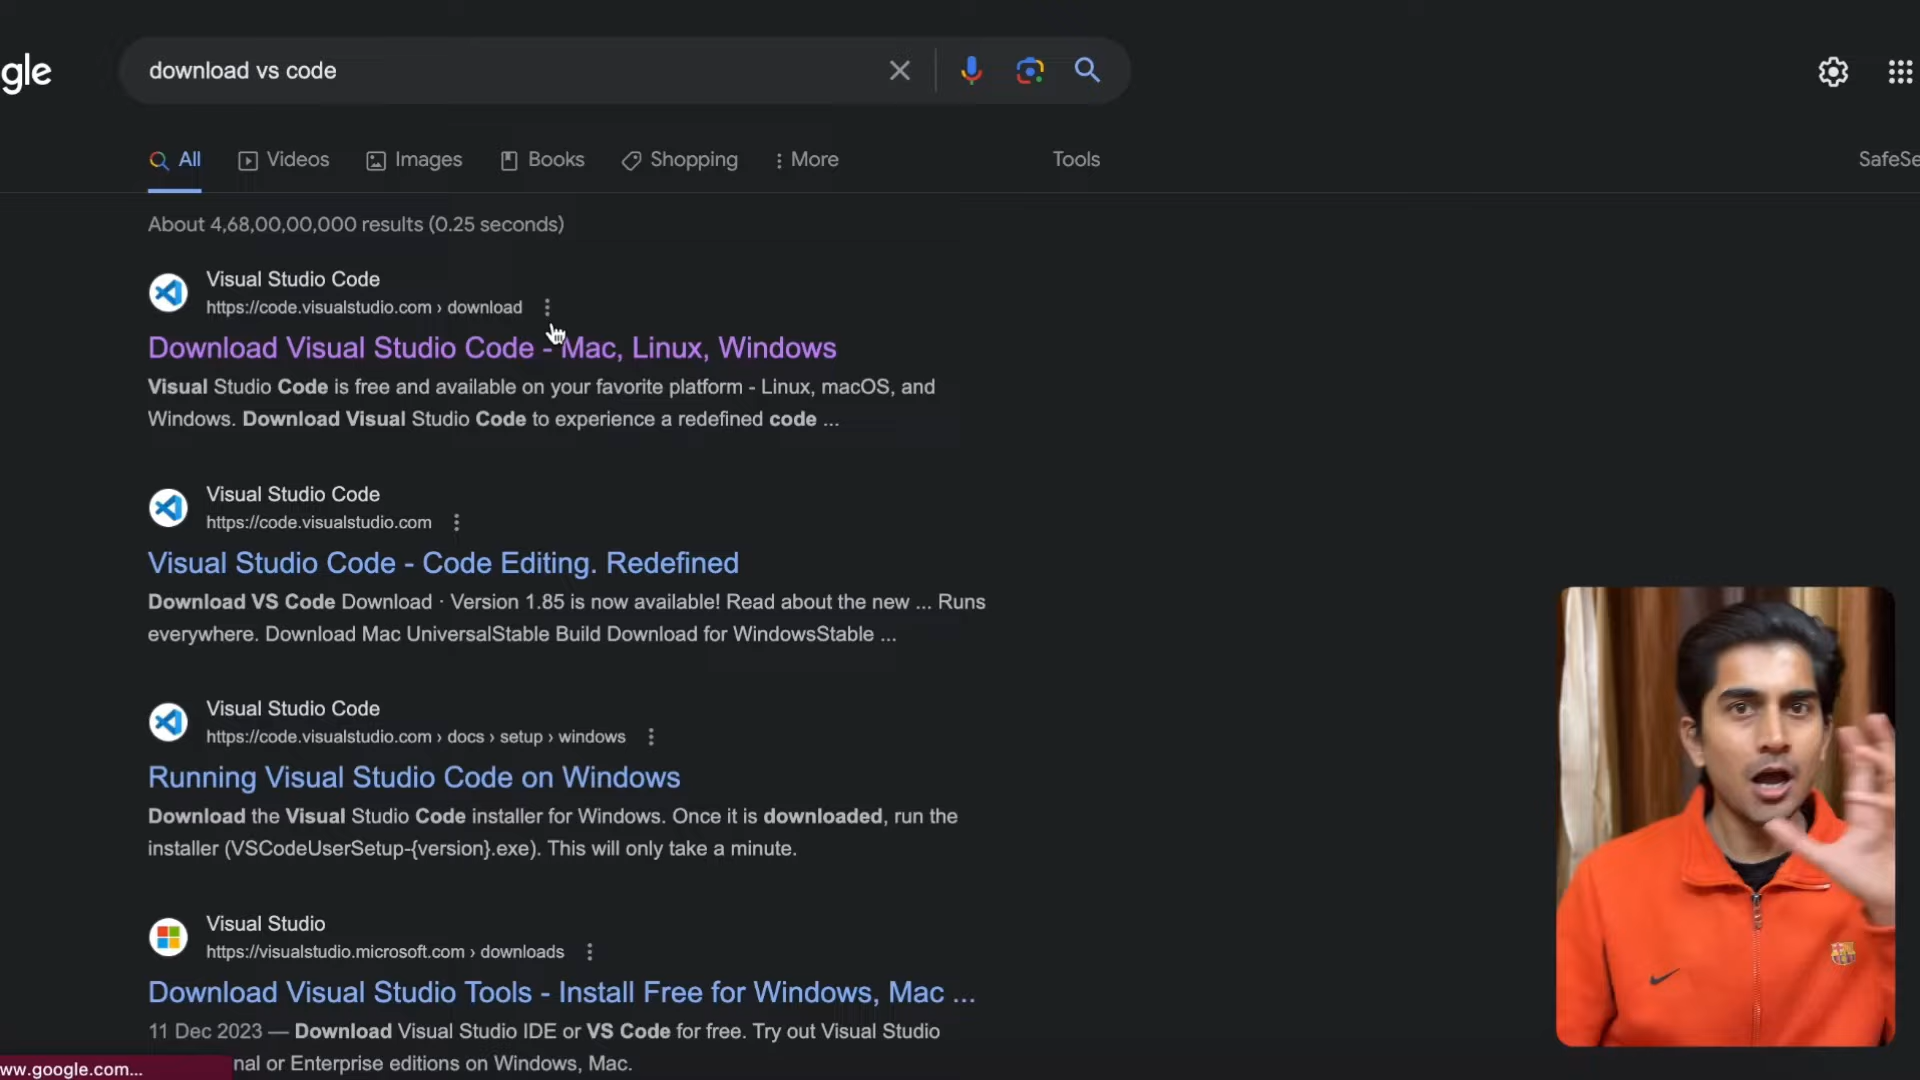 gle
download vs code
All
Videos
Images
Books
Shopping
More
Tools
SafeSe
About 4,68,00,00,000 results (0.25 seconds)
Visual Studio Code
https://code.visualstudio.com › download
Download Visual Studio Code - Mac, Linux, Windows
Visual Studio Code is free and available on your favorite platform - Linux, macOS, and
Windows. Download Visual Studio Code to experience a redefined code ...
Visual Studio Code
https://code.visualstudio.com
Visual Studio Code - Code Editing. Redefined
Download VS Code Download · Version 1.85 is now available! Read about the new ... Runs
everywhere. Download Mac UniversalStable Build Download for WindowsStable ...
Visual Studio Code
https://code.visualstudio.com › docs › setup › windows
Running Visual Studio Code on Windows
Download the Visual Studio Code installer for Windows. Once it is downloaded, run the
installer (VSCodeUserSetup-{version}.exe). This will only take a minute.
Visual Studio
https://visualstudio.microsoft.com › downloads
Download Visual Studio Tools - Install Free for Windows, Mac ...
11 Dec 2023 — Download Visual Studio IDE or VS Code for free. Try out Visual Studio
nal or Enterprise editions on Windows, Mac.
ww.google.com...